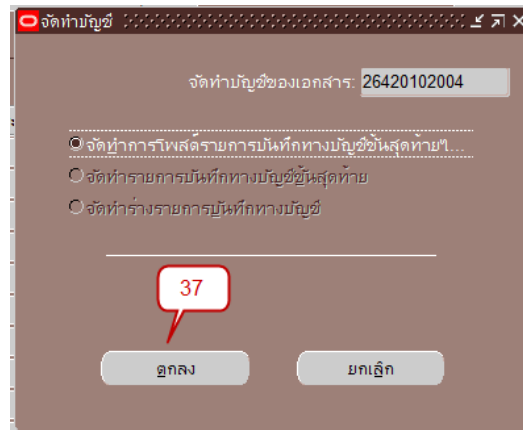 จัดทำบัญชี
จัดทำบัญชีของเอกสาร: 26420102004
จัดทำการโพสต์รายการบันทึกทางบัญชีขั้นสุดท้ายๆ...
จัดทำรายการบันทึกทางบัญชีขั้นสุดท้าย
จัดทำร่างรายการบันทึกทางบัญชี
37
ตกลง
ยกเลิก